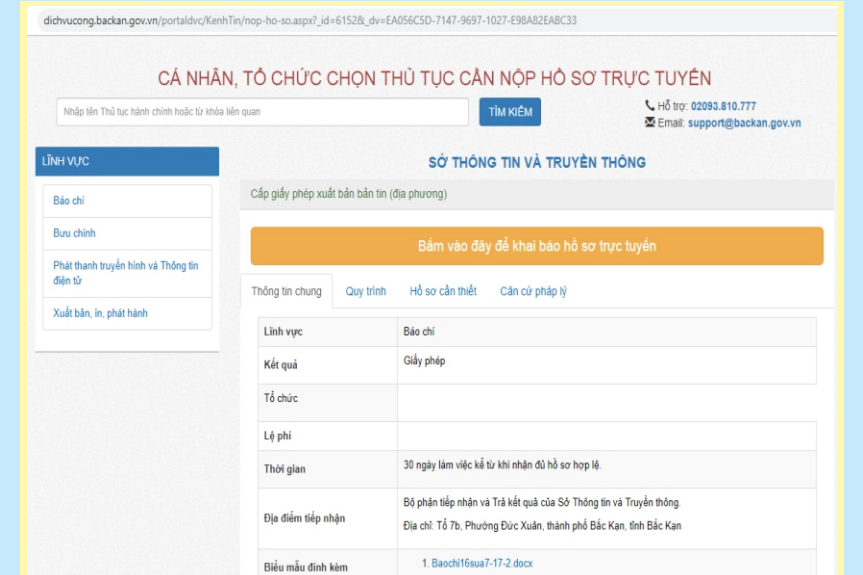 dichvucong.backan.gov.vn/portaldvc/KenhTin/nop-ho-so.aspx?_id=6152&_dv=EA056C5D-7147-9697-1027-E98A82EABC33
CÁ NHÂN, TỔ CHỨC CHỌN THỦ TỤC CẦN NỘP HỒ SƠ TRỰC TUYẾN
Nhập tên Thủ tục hành chính hoặc từ khóa liên quan
TÌM KIẾM
Hỗ trợ: 02093.810.777
Email: support@backan.gov.vn
LĨNH VỰC
Báo chí
Bưu chính
Phát thanh truyền hình và Thông tin
điện tử
Xuất bản, in, phát hành
SỞ THÔNG TIN VÀ TRUYỀN THÔNG
Cấp giấy phép xuất bản bản tin (địa phương)
Bấm vào đây để khai báo hồ sơ trực tuyến
Thông tin chung Quy trình Hồ sơ cần thiết Căn cứ pháp lý
Lĩnh vực Báo chí
Kết quả Giấy phép
Tổ chức
Lệ phí
Thời gian 30 ngày làm việc kể từ khi nhận đủ hồ sơ hợp lệ.
Địa điểm tiếp nhận
Bộ phận tiếp nhận và Trả kết quả của Sở Thông tin và Truyền thông.
Địa chỉ: Tổ 7b, Phường Đức Xuân, thành phố Bắc Kạn, tỉnh Bắc Kạn
Biểu mẫu đính kèm 1. Baochi16sua7-17-2.docx